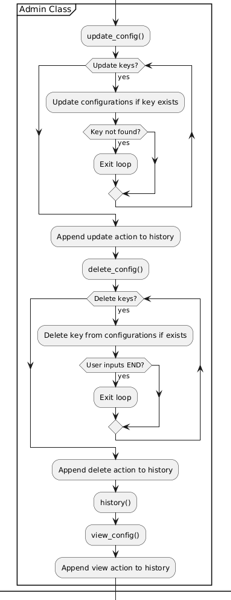 Admin Class
update_config()
Update keys?
yes
Update configurations if key exists
Key not found?
yes
Exit loop
Append update action to history
delete_config()
Delete keys?
yes
Delete key from configurations if exists
User inputs END?
yes
Exit loop
Append delete action to history
history()
view_config()
Append view action to history